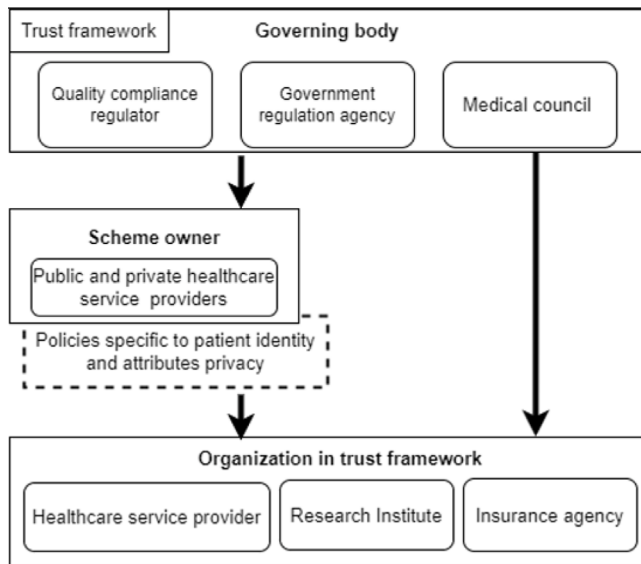 Trust framework
Governing body
Quality compliance
regulator
Government
regulation agency
Medical council
Scheme owner
Public and private healthcare
service providers
Policies specific to patient identity
and attributes privacy
Organization in trust framework
Healthcare service provider
Research Institute
Insurance agency